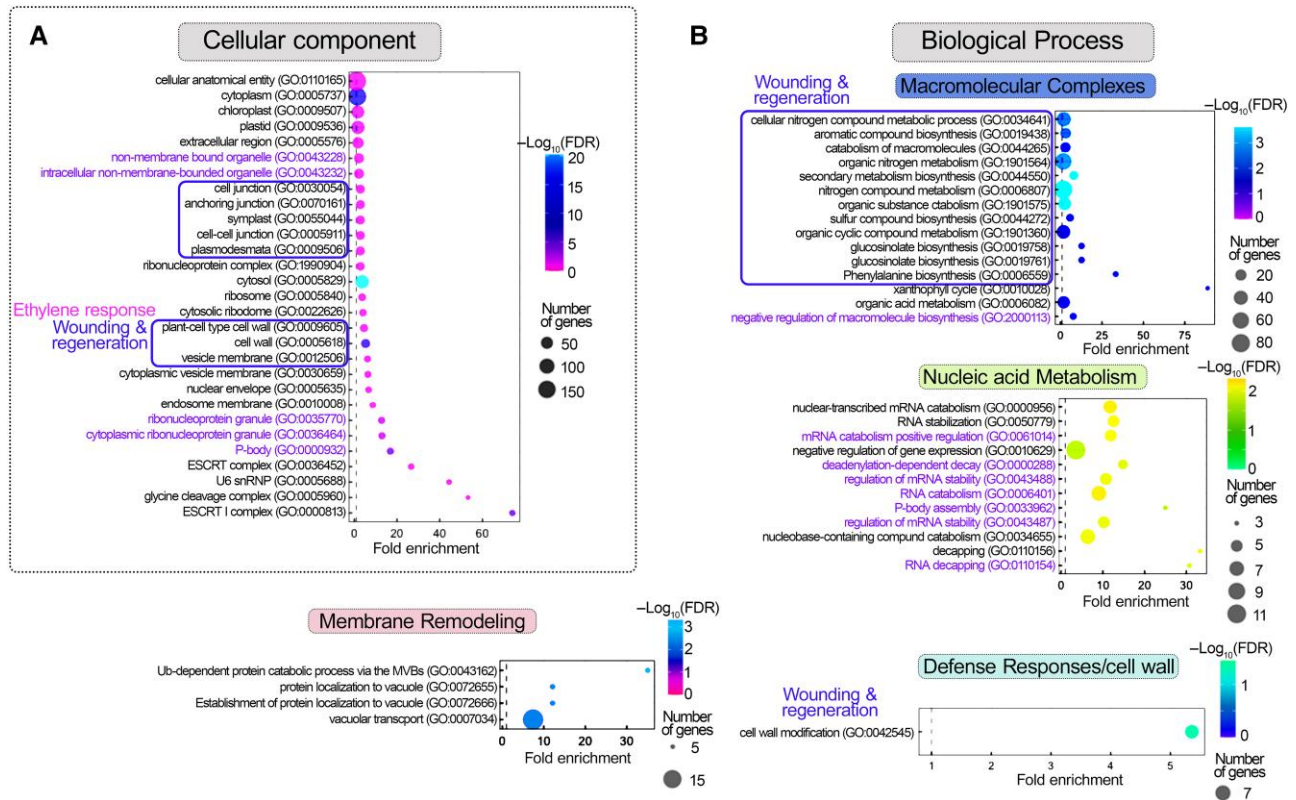 A
Cellular component
cellular anatomical entity (GO:0110165)
cytoplasm (GO:0005737)
chloroplast (GO:0009507)
plastid (GO:0009536)
extracellular region (GO:0005576)
non-membrane bound organelle (GO:0043228)
intracellular non-membrane-bounded organelle (GO:0043232)
cell junction (GO:0030054)
anchoring junction (GO:0070161)
symplast (GO:0055044)
cell-cell junction (GO:0005911)
plasmodesmata (GO:0009506)
ribonucleoprotein complex (GO:1990904)
cytosol (GO:0005829)
ribosome (GO:0005840)
cytosolic ribodome (GO:0022626)
plant-cell type cell wall (GO:0009605)
cell wall (GO:0005618)
vesicle membrane (GO:0012506)
cytoplasmic vesicle membrane (GO:0030659)
nuclear envelope (GO:0005635)
endosome membrane (GO:0010008)
ribonucleoprotein granule (GO:0035770)
cytoplasmic ribonucleoprotein granule (GO:0036464)
P-body (GO:0000932)
ESCRT complex (GO:0036452)
U6 snRNP (GO:0005688)
glycine cleavage complex (GO:0005960)
ESCRT I complex (GO:0000813)
Ethylene response
Wounding &
regeneration
0 20 40 60
Fold enrichment
–Log10(FDR)
20
15
10
5
0
Number
of genes
50
100
150
B
Biological Process
Wounding &
regeneration
Macromolecular Complexes
cellular nitrogen compound metabolic process (GO:0034641)
aromatic compound biosynthesis (GO:0019438)
catabolism of macromolecules (GO:0044265)
organic nitrogen metabolism (GO:1901564)
secondary metabolism biosynthesis (GO:0044550)
nitrogen compound metabolism (GO:0006807)
organic substance ctabolism (GO:1901575)
sulfur compound biosynthesis (GO:0044272)
organic cyclic compound metabolism (GO:1901360)
glucosinolate biosynthesis (GO:0019758)
glucosinolate biosynthesis (GO:0019761)
Phenylalanine biosynthesis (GO:0006559)
xanthophyll cycle (GO:0010028)
organic acid metabolism (GO:0006082)
negative regulation of macromolecule biosynthesis (GO:2000113)
0 25 50 75
Fold enrichment
–Log10(FDR)
3
2
1
0
Number
of genes
20
40
60
80
Nucleic acid Metabolism
nuclear-transcribed mRNA catabolism (GO:0000956)
RNA stabilization (GO:0050779)
mRNA catabolism positive regulation (GO:0061014)
negative regulation of gene expression (GO:0010629)
deadenylation-dependent decay (GO:0000288)
regulation of mRNA stability (GO:0043488)
RNA catabolism (GO:0006401)
P-body assembly (GO:0033962)
regulation of mRNA stability (GO:0043487)
nucleobase-containing compund catabolism (GO:0034655)
decapping (GO:0110156)
RNA decapping (GO:0110154)
0 10 20 30
Fold enrichment
–Log10(FDR)
2
1
0
Number
of genes
3
5
7
9
11
Membrane Remodeling
Ub-dependent protein catabolic process via the MVBs (GO:0043162)
protein localization to vacuole (GO:0072655)
Establishment of protein localization to vacuole (GO:0072666)
vacuolar transcport (GO:0007034)
0 10 20 30
Fold enrichment
–Log10(FDR)
3
2
1
0
Number
of genes
5
15
Defense Responses/cell wall
Wounding &
regeneration
cell wall modification (GO:0042545)
1 2 3 4 5
Fold enrichment
–Log10(FDR)
1
0
Number
of genes
7